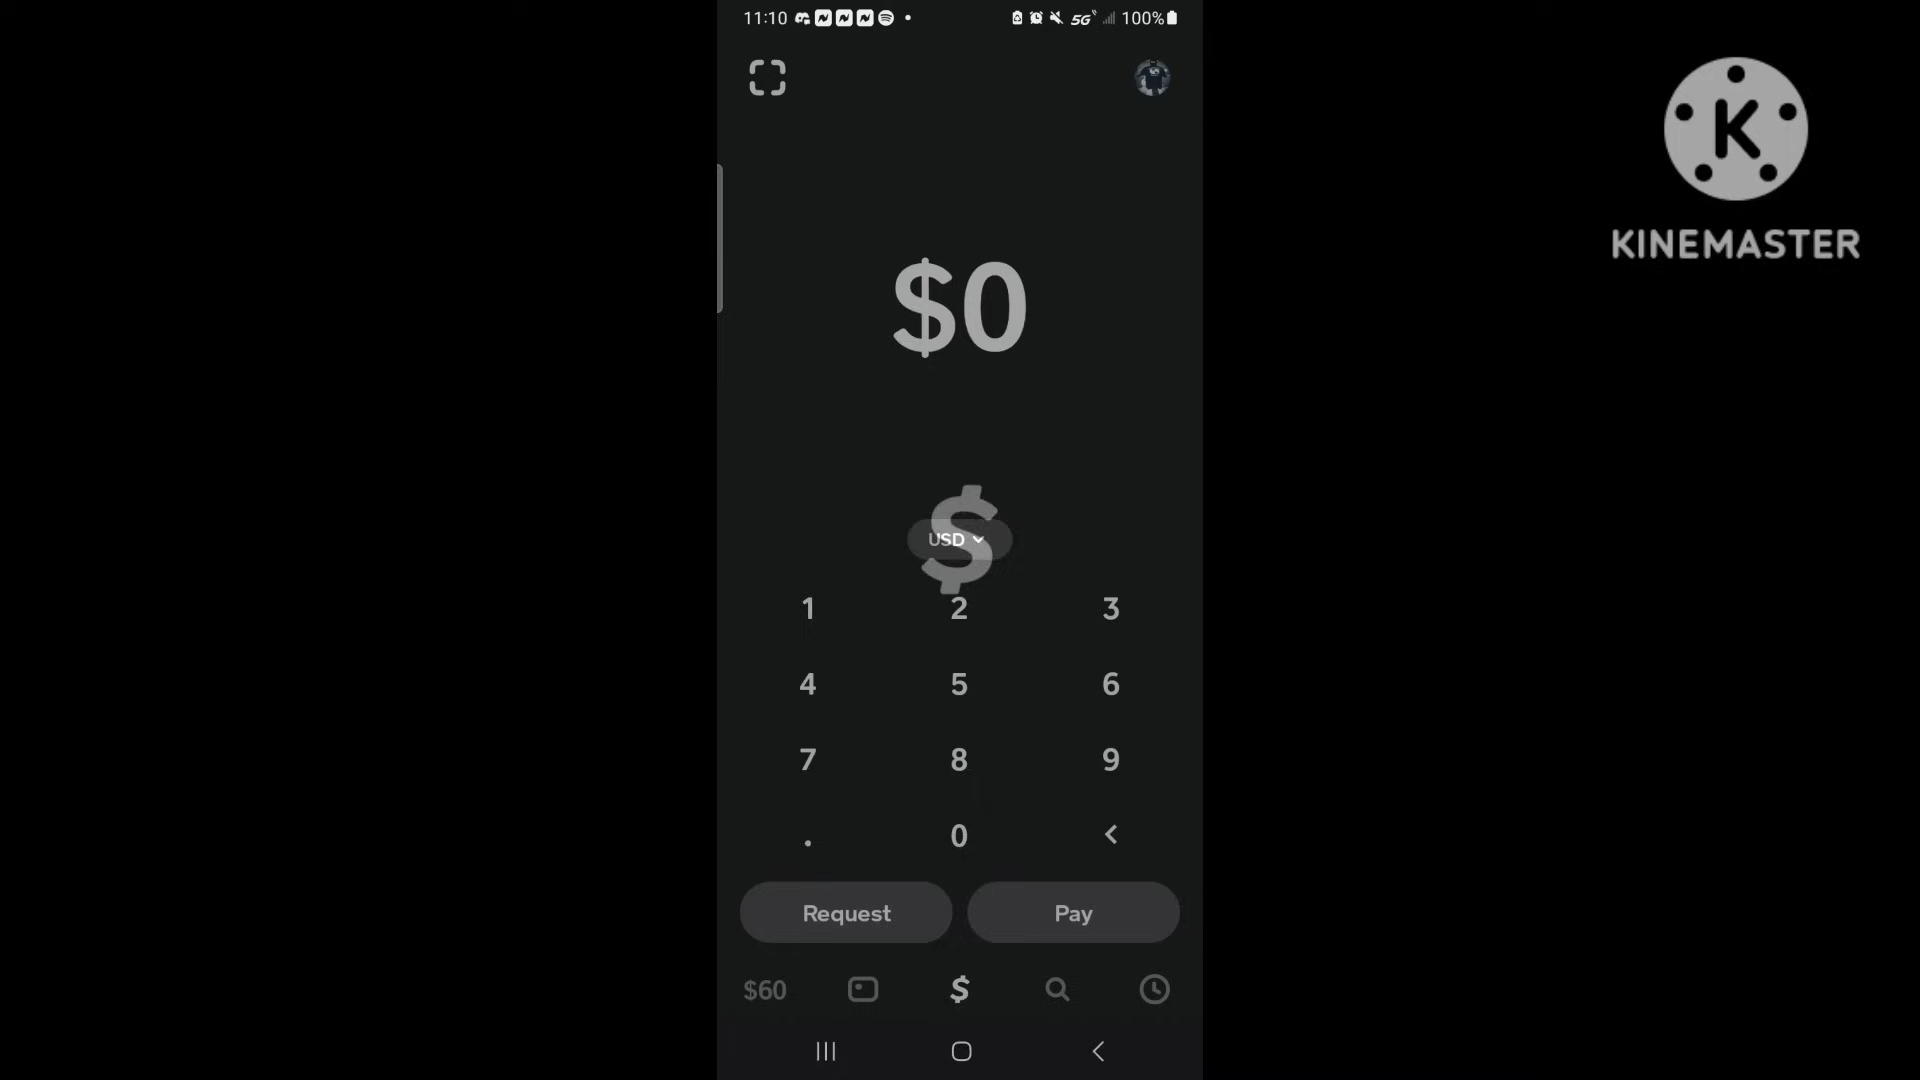 11:10 5G 100%
K
KINEMASTER
$0
$
USD
1 2 3
4 5 6
7 8 9
. 0 <
Request Pay
$60 $